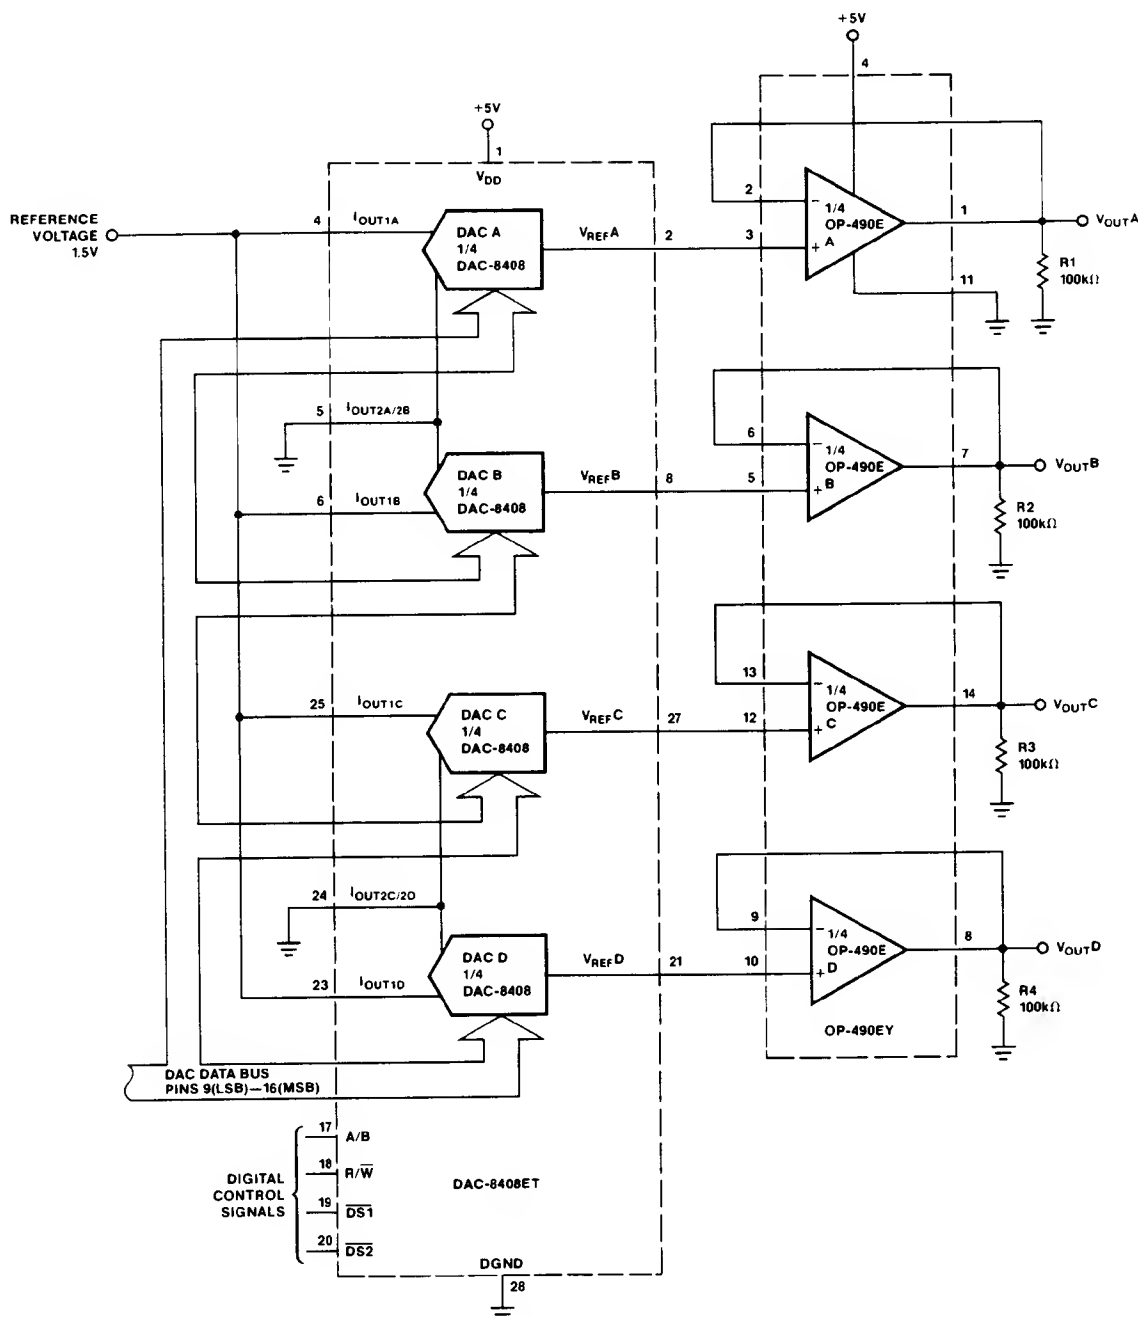 +5V
4
+5V
1
VDD
REFERENCE
VOLTAGE
1.5V
4 IOUT1A
DAC A
1/4
DAC-8408
VREFA 2 3
2
−
1/4
OP-490E
+ A
1
VOUTA
R1
100kΩ
11
5 IOUT2A/2B
6 IOUT1B
DAC B
1/4
DAC-8408
VREFB 8 5
6
−
1/4
OP-490E
+ B
7
VOUTB
R2
100kΩ
25 IOUT1C
DAC C
1/4
DAC-8408
VREFC 27 12
13
−
1/4
OP-490E
+ C
14
VOUTC
R3
100kΩ
24 IOUT2C/2D
23 IOUT1D
DAC D
1/4
DAC-8408
VREFD 21 10
9
−
1/4
OP-490E
+ D
8
VOUTD
R4
100kΩ
OP-490EY
DAC DATA BUS
PINS 9(LSB)—16(MSB)
DIGITAL
CONTROL
SIGNALS
17 A/B
18 R/W̅
19 D̅S̅1̅
20 D̅S̅2̅
DAC-8408ET
DGND
28